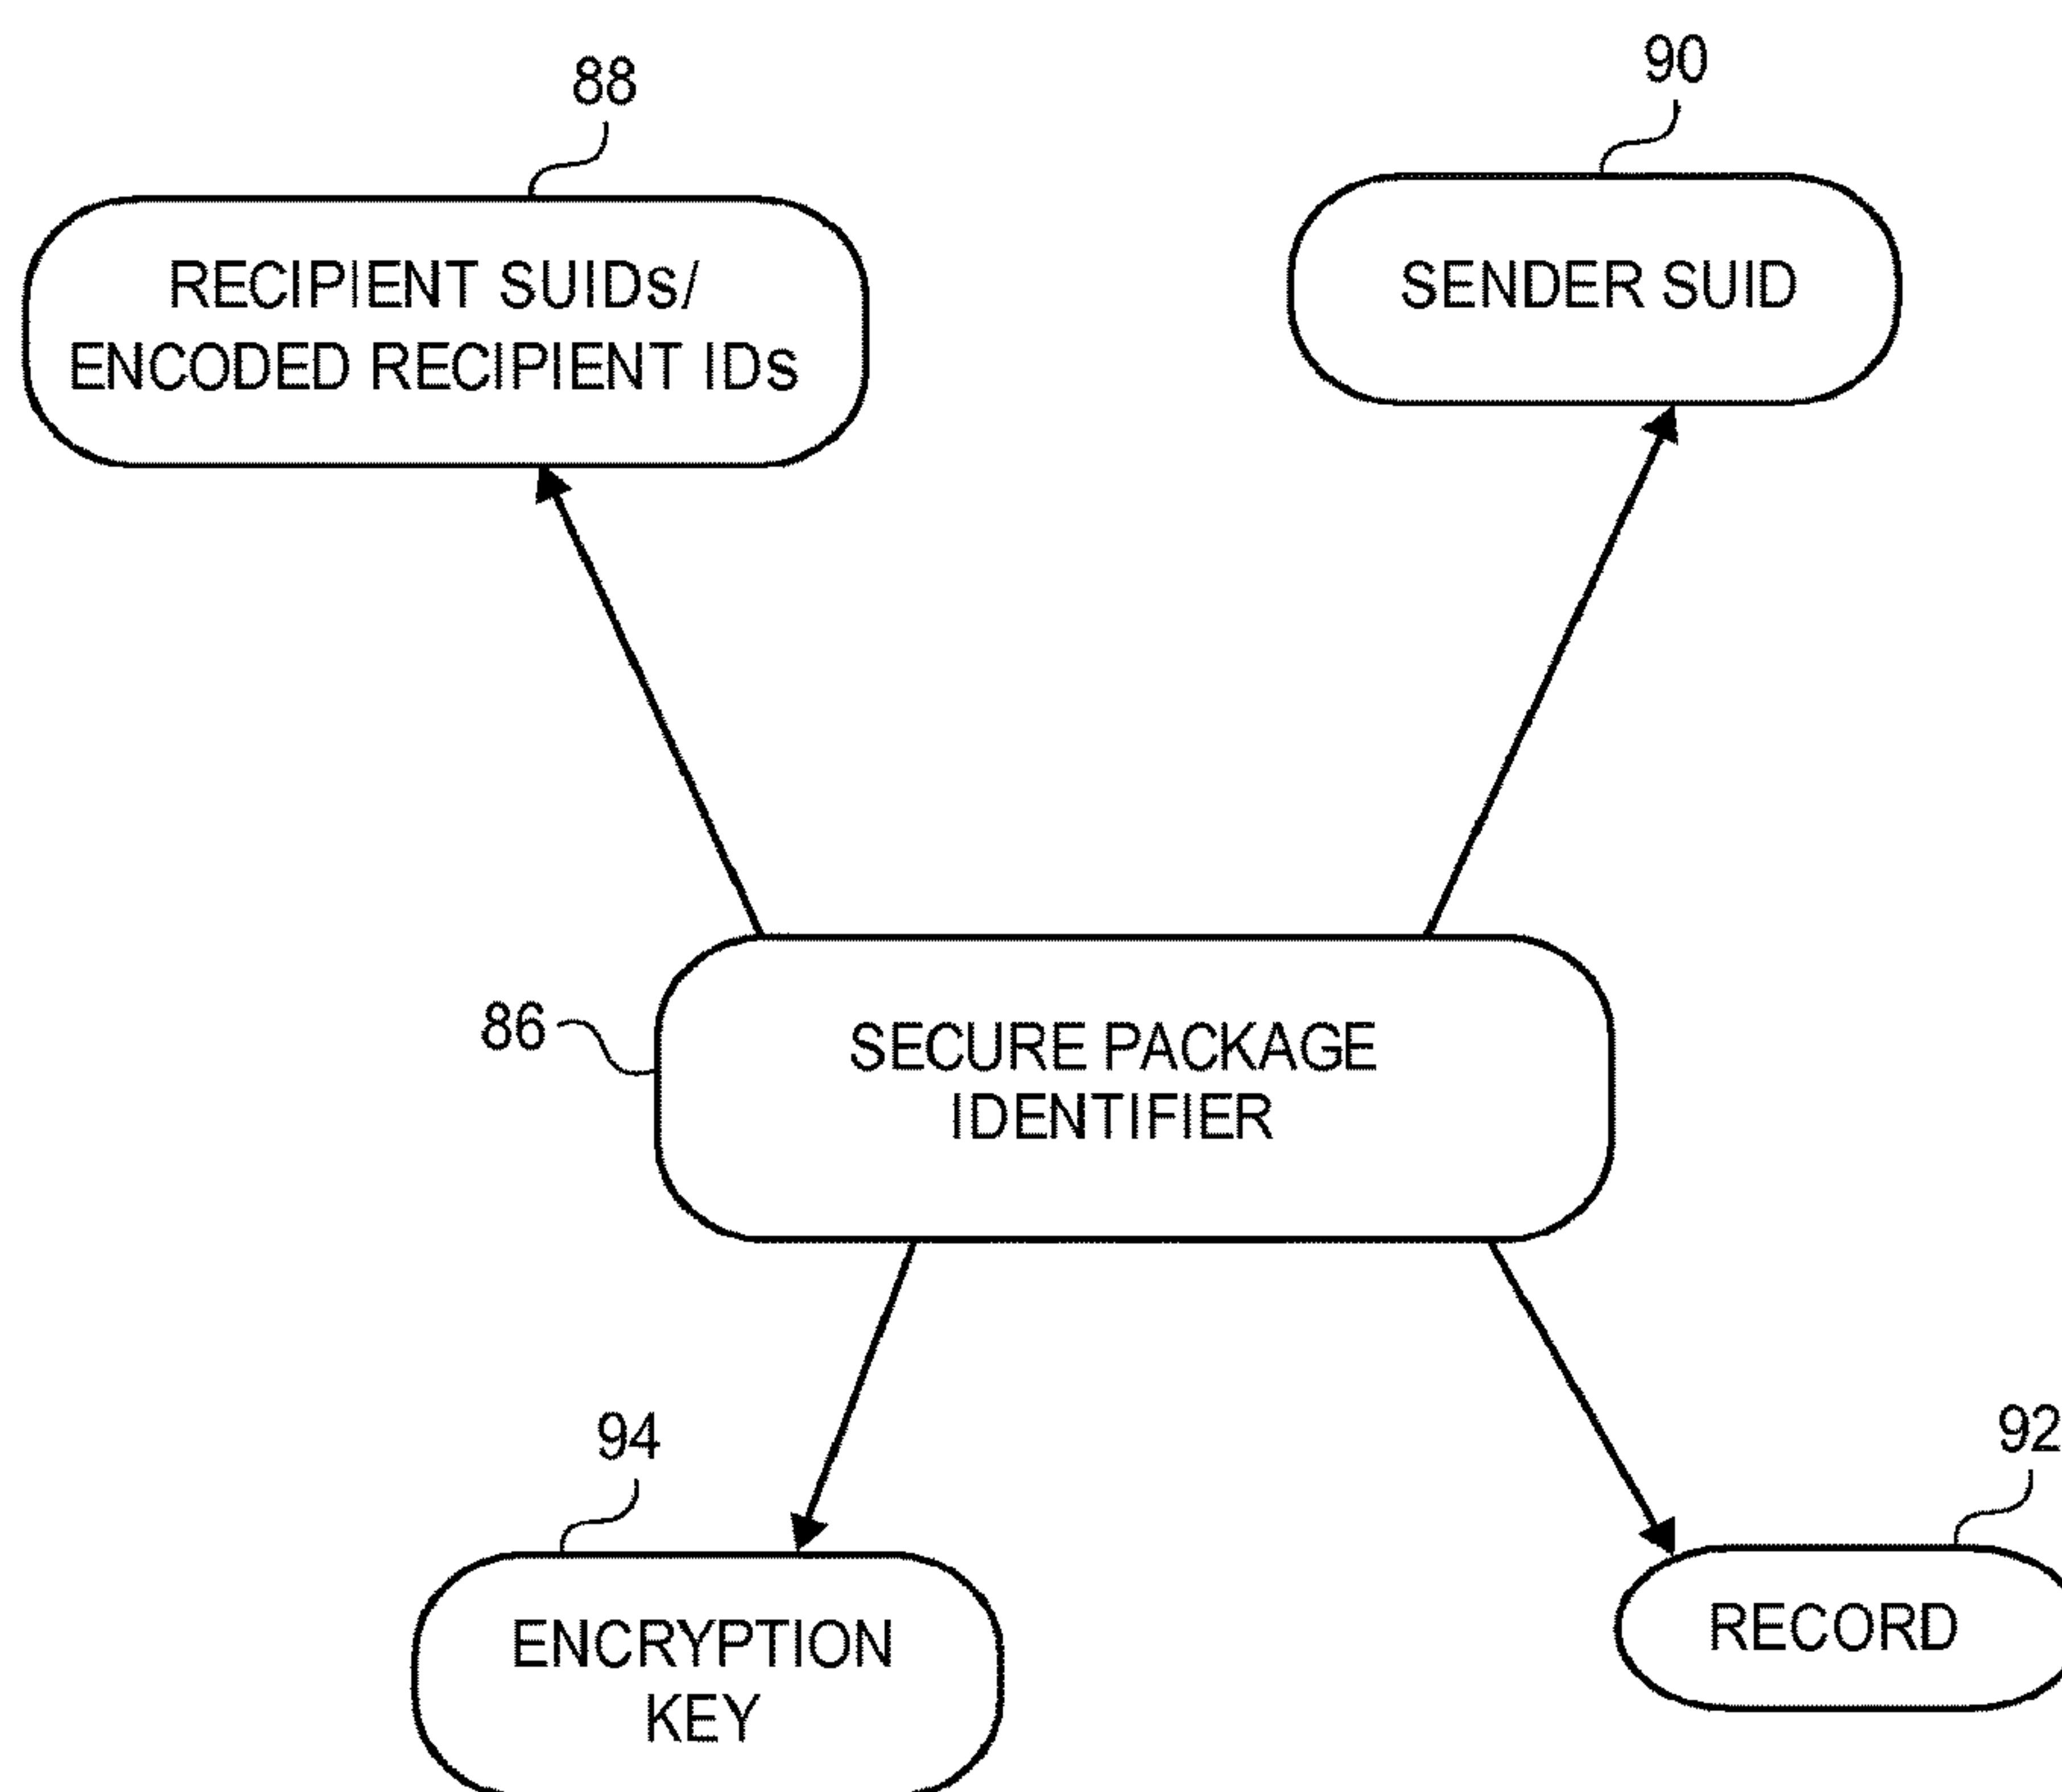 88
90
RECIPIENT SUIDs/
ENCODED RECIPIENT IDs
SENDER SUID
86
SECURE PACKAGE
IDENTIFIER
94
92
ENCRYPTION
KEY
RECORD